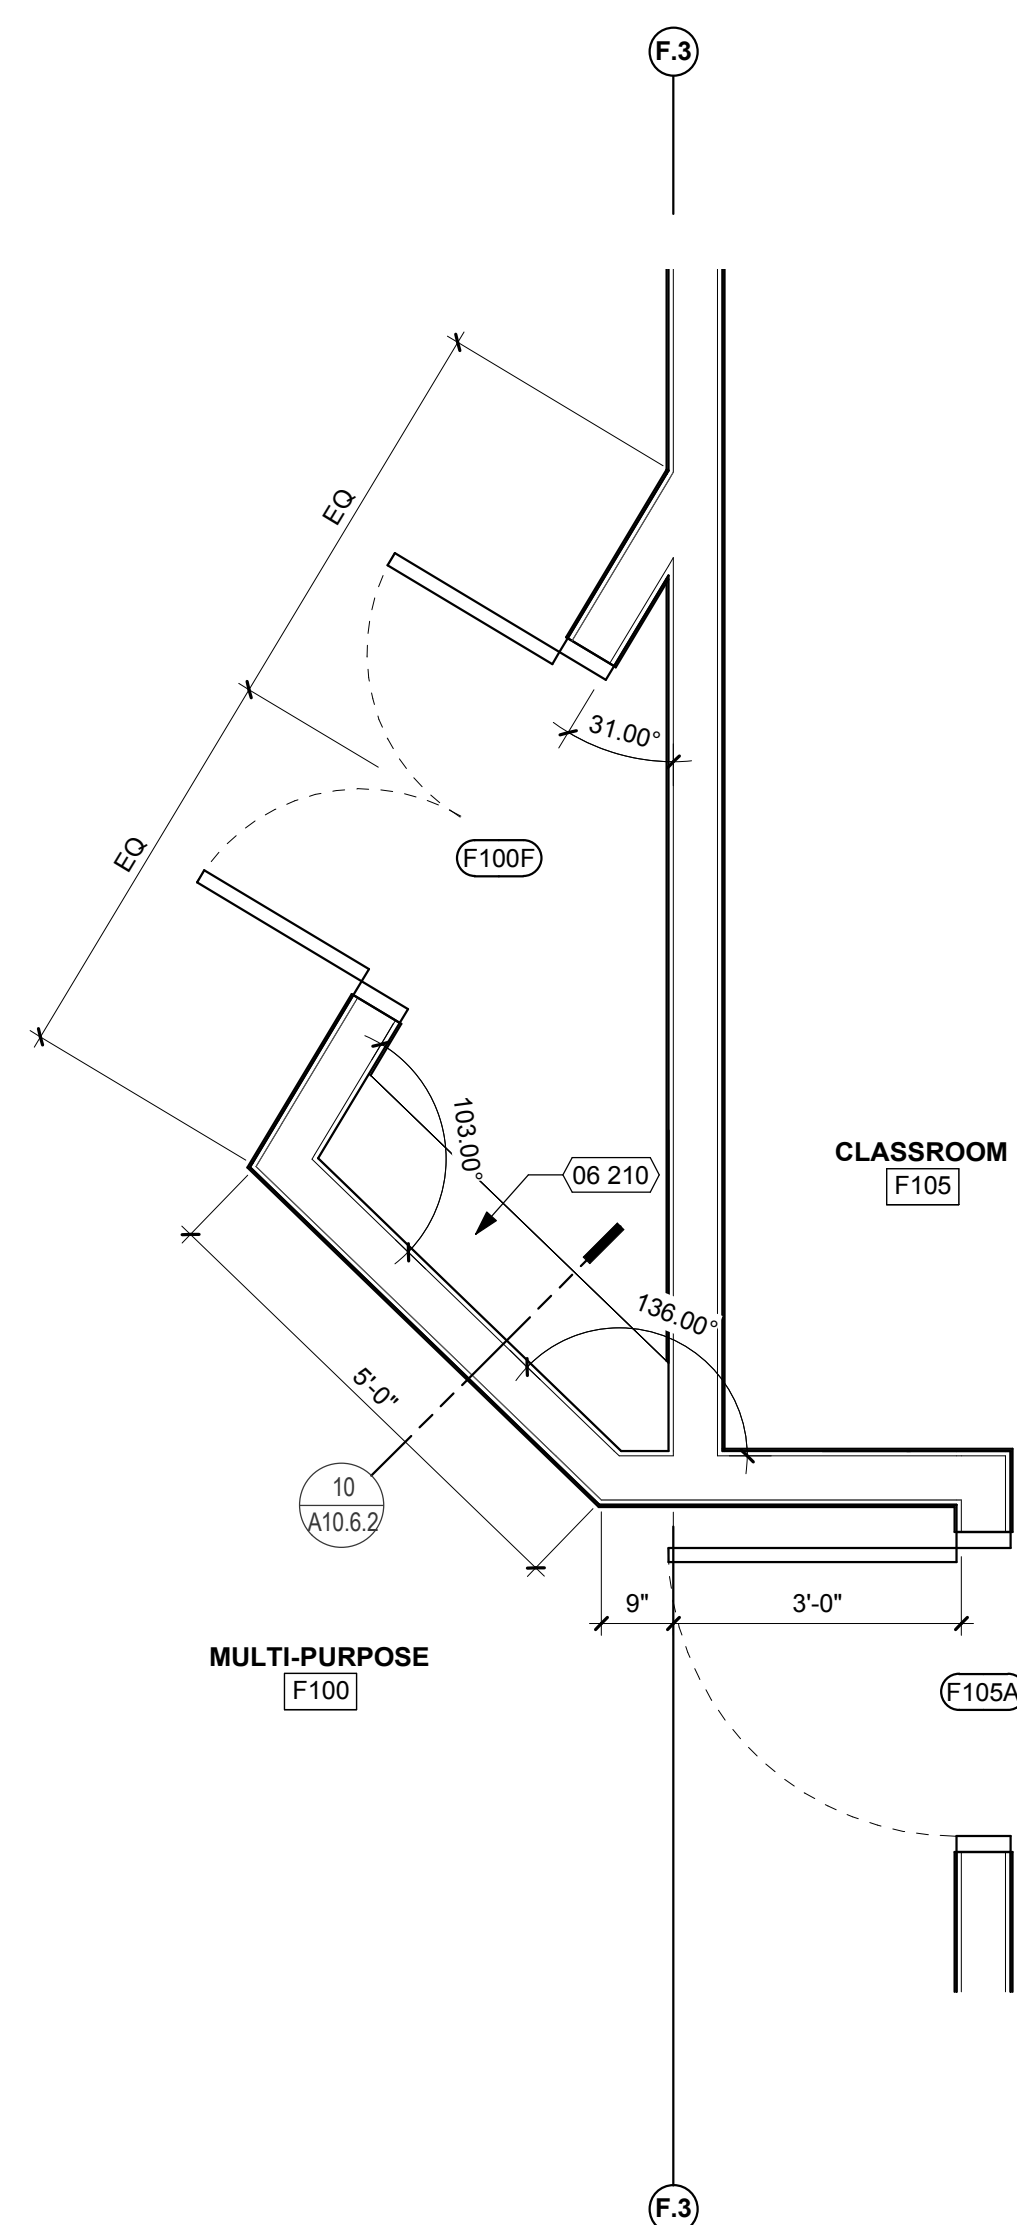 F.3
EQ
31.00°
EQ
F100F
103.00°
CLASSROOM
F105
06 210
136.00°
5'-0"
10
A10.6.2
9"
3'-0"
MULTI-PURPOSE
F100
F105A
F.3